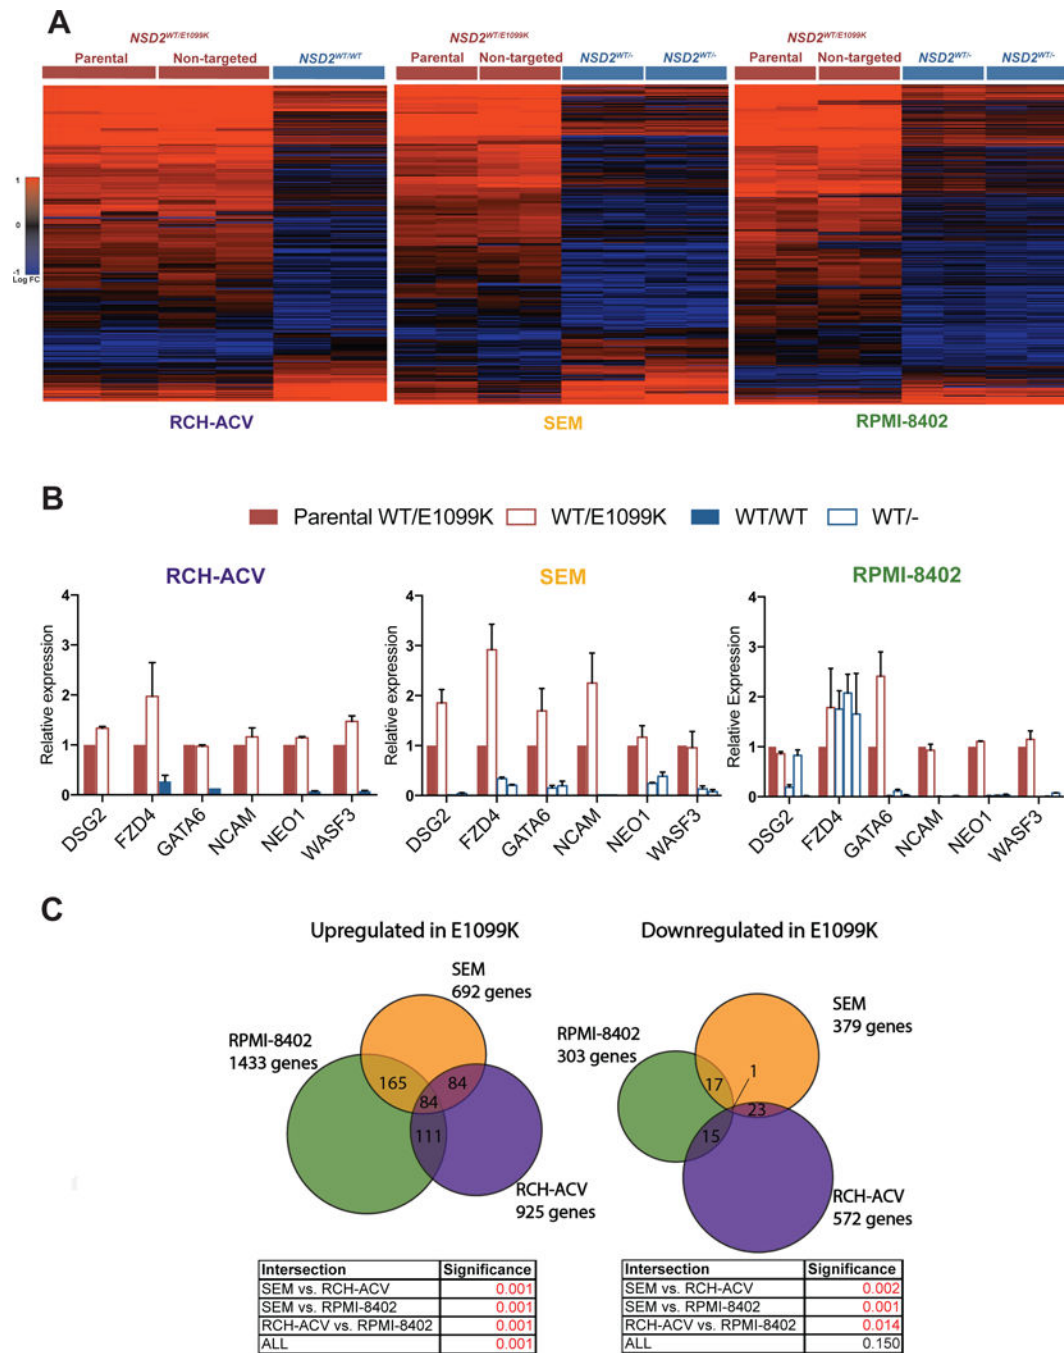 A
NSD2WT/E1099K
Parental Non-targeted NSD2WT/WT
NSD2WT/E1099K
Parental Non-targeted NSD2WT/- NSD2WT/-
NSD2WT/E1099K
Parental Non-targeted NSD2WT/- NSD2WT/-
1
0
-1
Log FC
RCH-ACV SEM RPMI-8402
B
Parental WT/E1099K WT/E1099K WT/WT WT/-
RCH-ACV
Relative expression
4
3
2
1
0
DSG2 FZD4 GATA6 NCAM NEO1 WASF3
SEM
Relative expression
4
3
2
1
0
DSG2 FZD4 GATA6 NCAM NEO1 WASF3
RPMI-8402
Relative Expression
4
3
2
1
0
DSG2 FZD4 GATA6 NCAM NEO1 WASF3
C
Upregulated in E1099K
SEM
692 genes
RPMI-8402
1433 genes
165
84
84
111
RCH-ACV
925 genes
Intersection Significance
SEM vs. RCH-ACV 0.001
SEM vs. RPMI-8402 0.001
RCH-ACV vs. RPMI-8402 0.001
ALL 0.001
Downregulated in E1099K
SEM
379 genes
RPMI-8402
303 genes
17
1
23
15
RCH-ACV
572 genes
Intersection Significance
SEM vs. RCH-ACV 0.002
SEM vs. RPMI-8402 0.001
RCH-ACV vs. RPMI-8402 0.014
ALL 0.150